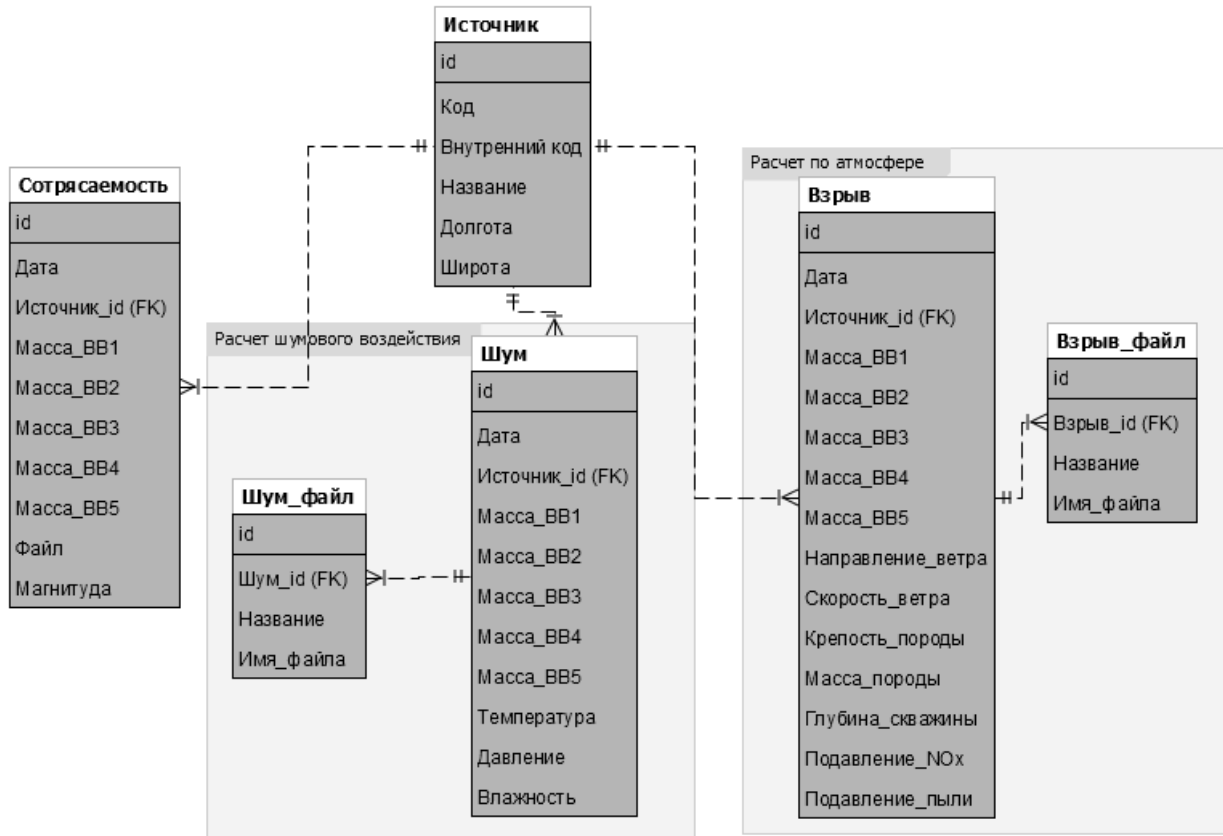 Источник
id
Код
Внутренний код
Название
Долгота
Широта
Сотрясаемость
id
Дата
Источник_id (FK)
Масса_ВВ1
Масса_ВВ2
Масса_ВВ3
Масса_ВВ4
Масса_ВВ5
Файл
Магнитуда
Расчет шумового воздействия
Шум
id
Дата
Источник_id (FK)
Масса_ВВ1
Масса_ВВ2
Масса_ВВ3
Масса_ВВ4
Масса_ВВ5
Температура
Давление
Влажность
Шум_файл
id
Шум_id (FK)
Название
Имя_файла
Расчет по атмосфере
Взрыв
id
Дата
Источник_id (FK)
Масса_ВВ1
Масса_ВВ2
Масса_ВВ3
Масса_ВВ4
Масса_ВВ5
Направление_ветра
Скорость_ветра
Крепость_породы
Масса_породы
Глубина_скважины
Подавление_NOx
Подавление_пыли
Взрыв_файл
id
Взрыв_id (FK)
Название
Имя_файла